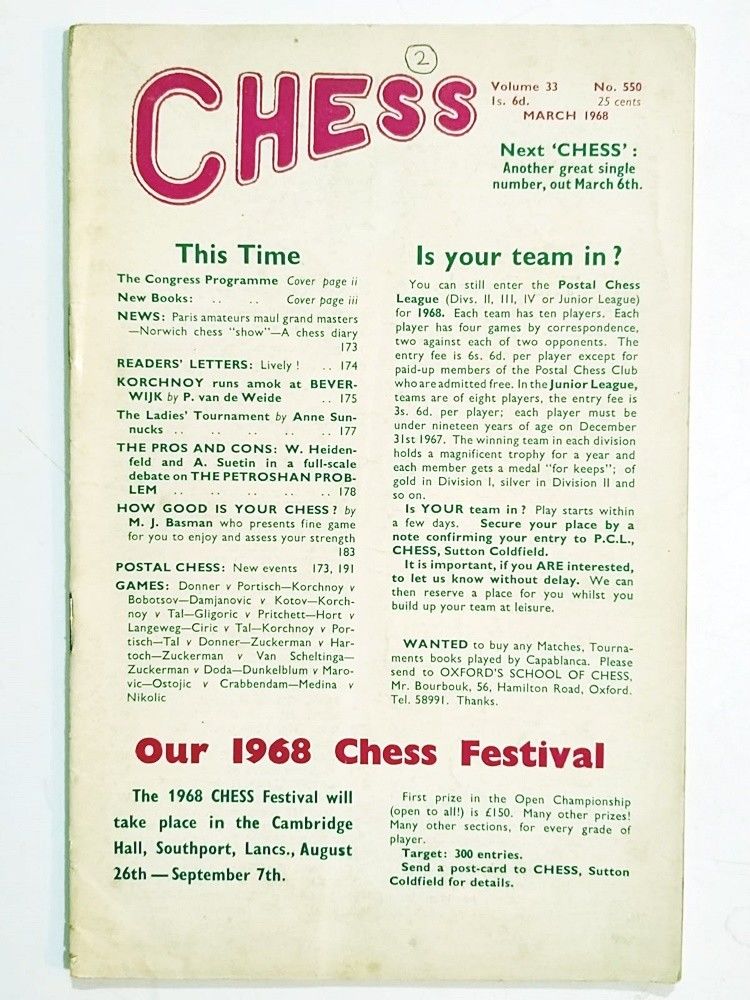 2
CHESS
Volume 33 No. 550
1s. 6d. 25 cents
MARCH 1968
Next 'CHESS' :
Another great single
number, out March 6th.
This Time
The Congress Programme Cover page ii
New Books: .. .. Cover page iii
NEWS: Paris amateurs maul grand masters
—Norwich chess "show"—A chess diary
173
READERS' LETTERS: Lively ! .. 174
KORCHNOY runs amok at BEVER-
WIJK by P. van de Weide .. 175
The Ladies' Tournament by Anne Sun-
nucks .. .. .. .. .. 177
THE PROS AND CONS: W. Heiden-
feld and A. Suetin in a full-scale
debate on THE PETROSHAN PROB-
LEM .. .. .. .. .. 178
HOW GOOD IS YOUR CHESS ? by
M. J. Basman who presents fine game
for you to enjoy and assess your strength
183
POSTAL CHESS: New events 173, 191
GAMES: Donner v Portisch—Korchnoy v
Bobotsov—Damjanovic v Kotov—Korch-
noy v Tal—Gligoric v Pritchett—Hort v
Langeweg—Ciric v Tal—Korchnoy v Por-
tisch—Tal v Donner—Zuckerman v Har-
toch—Zuckerman v Van Scheltinga—
Zuckerman v Doda—Dunkelblum v Maro-
vic—Ostojic v Crabbendam—Medina v
Nikolic
Is your team in ?
You can still enter the Postal Chess
League (Divs. II, III, IV or Junior League)
for 1968. Each team has ten players. Each
player has four games by correspondence,
two against each of two opponents. The
entry fee is 6s. 6d. per player except for
paid-up members of the Postal Chess Club
who are admitted free. In the Junior League,
teams are of eight players, the entry fee is
3s. 6d. per player; each player must be
under nineteen years of age on December
31st 1967. The winning team in each division
holds a magnificent trophy for a year and
each member gets a medal "for keeps"; of
gold in Division I, silver in Division II and
so on.
Is YOUR team in ? Play starts within
a few days. Secure your place by a
note confirming your entry to P.C.L.,
CHESS, Sutton Coldfield.
It is important, if you ARE interested,
to let us know without delay. We can
then reserve a place for you whilst you
build up your team at leisure.
WANTED to buy any Matches, Tourna-
ments books played by Capablanca. Please
send to OXFORD'S SCHOOL OF CHESS,
Mr. Bourbouk, 56, Hamilton Road, Oxford.
Tel. 58991. Thanks.
Our 1968 Chess Festival
The 1968 CHESS Festival will
take place in the Cambridge
Hall, Southport, Lancs., August
26th — September 7th.
First prize in the Open Championship
(open to all!) is £150. Many other prizes!
Many other sections, for every grade of
player.
Target: 300 entries.
Send a post-card to CHESS, Sutton
Coldfield for details.